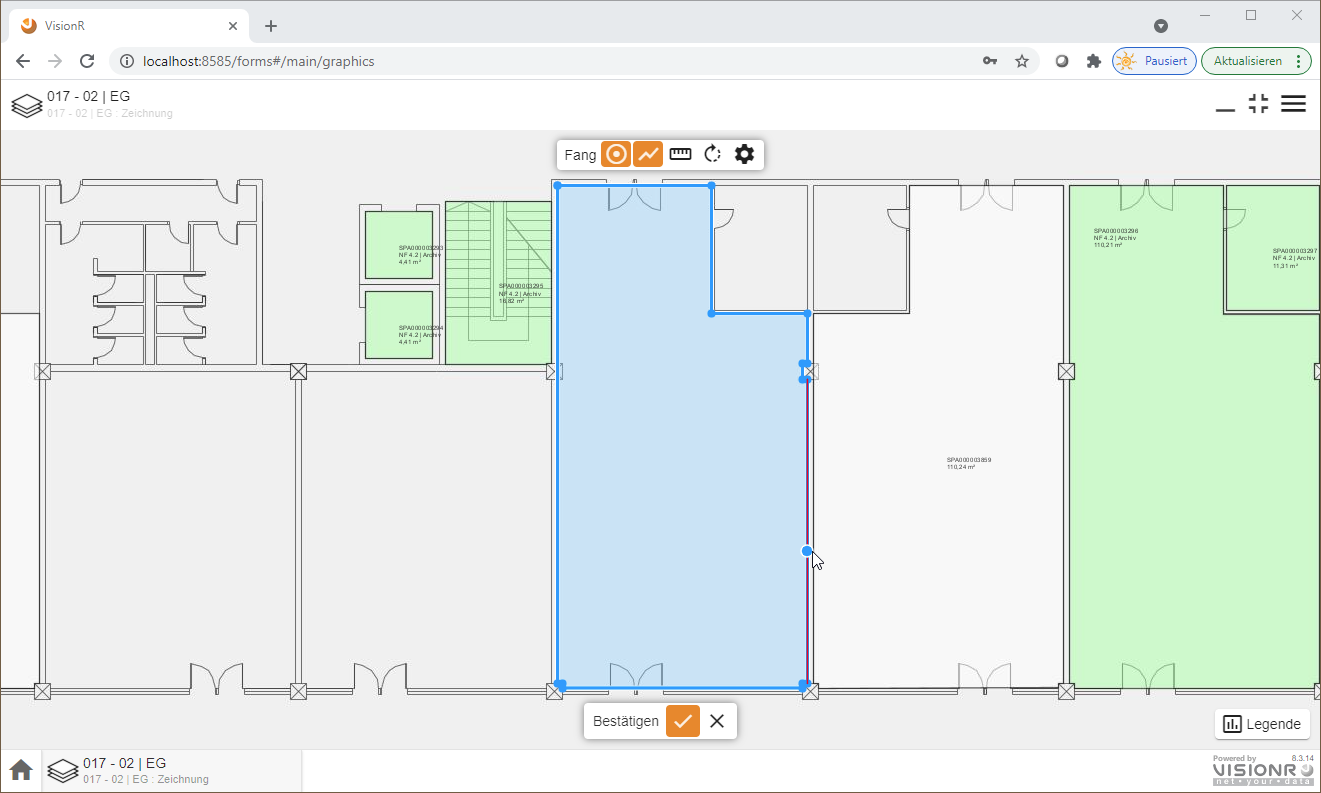 VisionR
localhost:8585/forms#/main/graphics
Pausiert
Aktualisieren
017 - 02 | EG
017 - 02 | EG : Zeichnung
Fang
SPA000003293
NF 4.2 | Archiv
4,41 m²
SPA000003295
NF 4.2 | Archiv
18,82 m²
SPA000003296
NF 4.2 | Archiv
110,21 m²
SPA000003297
NF 4.2 | Archiv
11,31 m²
SPA000003294
NF 4.2 | Archiv
4,41 m²
SPA000003859
110,24 m²
Bestätigen
Legende
017 - 02 | EG
017 - 02 | EG : Zeichnung
Powered by
8.3.14
VISIONR
net • your • data